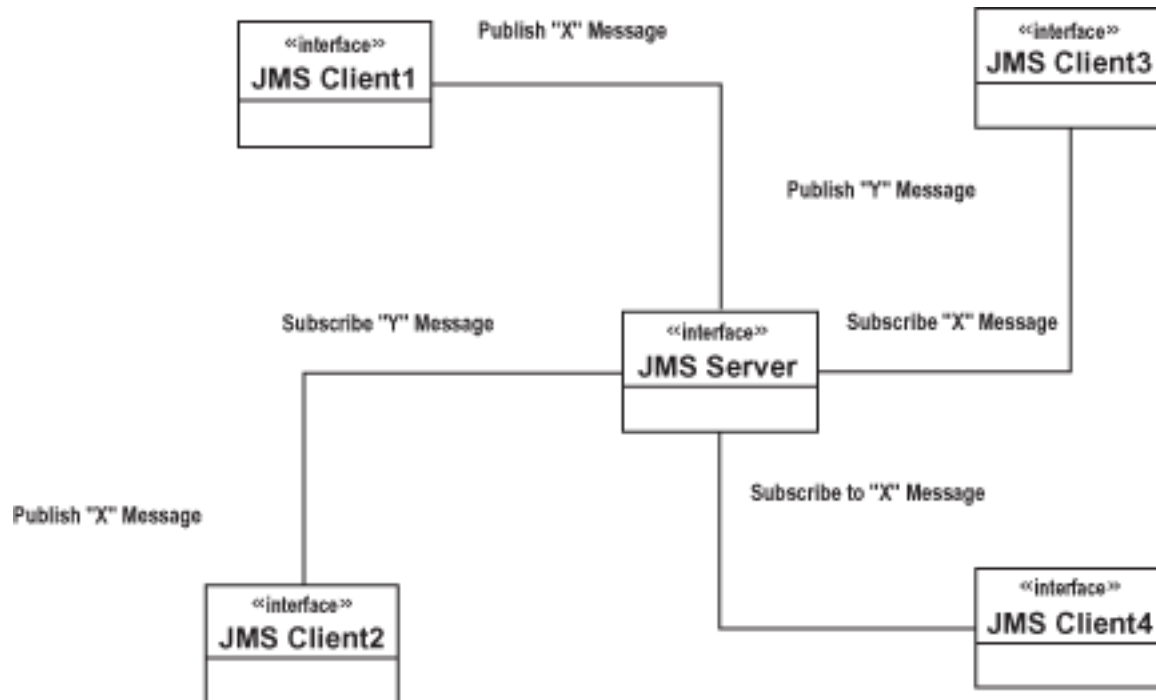 Publish "X" Message
«interface»
JMS Client1
«interface»
JMS Client3
Publish "Y" Message
Subscribe "Y" Message
«interface»
JMS Server
Subscribe "X" Message
Subscribe to "X" Message
Publish "X" Message
«interface»
JMS Client2
«interface»
JMS Client4